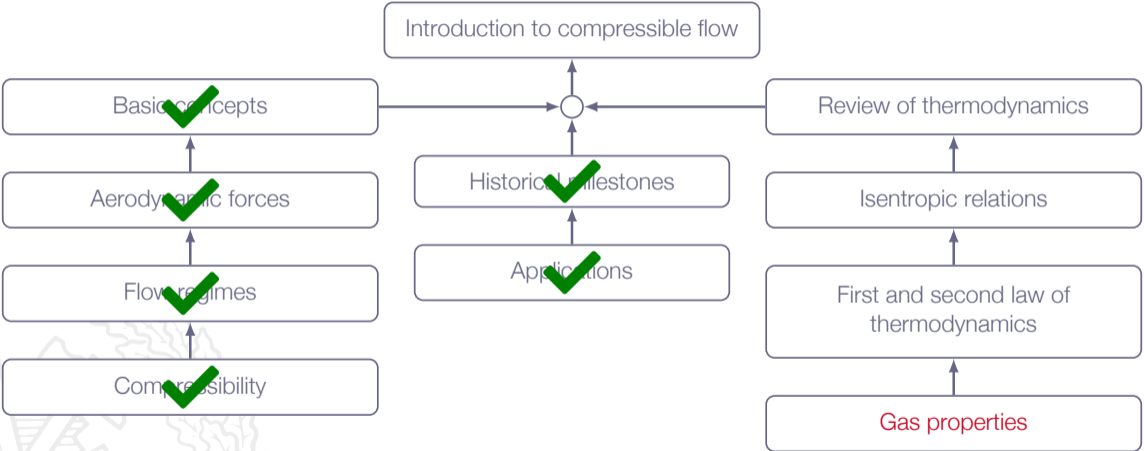 Introduction to compressible flow
Basic concepts
Review of thermodynamics
Historical milestones
Aerodynamic forces
Isentropic relations
Applications
Flow regimes
First and second law of
thermodynamics
Compressibility
Gas properties